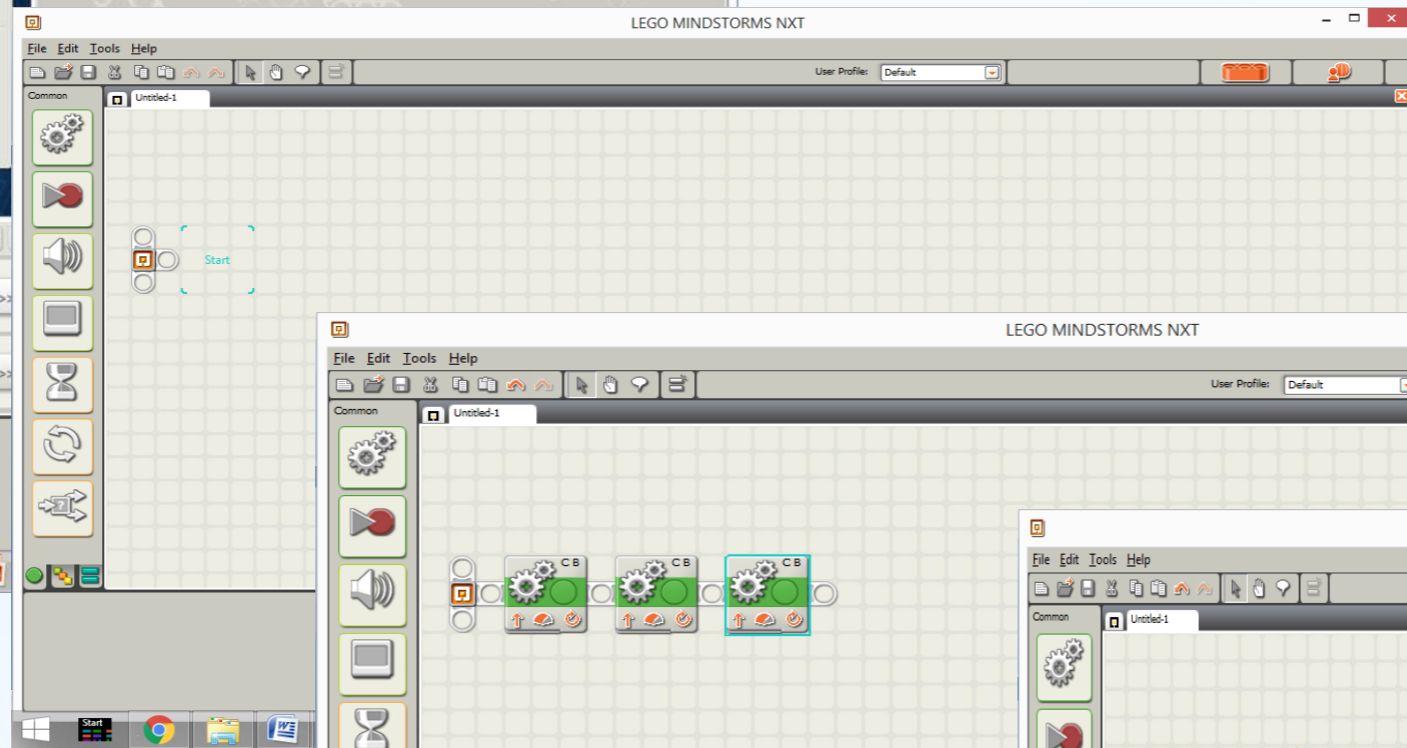 LEGO MINDSTORMS NXT
File Edit Tools Help
User Profile: Default
Common
Untitled-1
Start
LEGO MINDSTORMS NXT
File Edit Tools Help
User Profile: Default
Common
Untitled-1
C B
C B
C B
File Edit Tools Help
Common
Untitled-1
Start